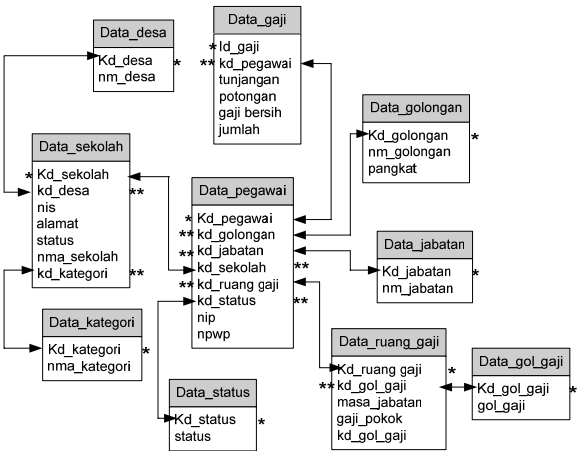 Data_desa
Kd_desa *
nm_desa
Data_gaji
* Id_gaji
** kd_pegawai
tunjangan
potongan
gaji bersih
jumlah
Data_golongan
Kd_golongan *
nm_golongan
pangkat
Data_sekolah
* Kd_sekolah
kd_desa **
nis
alamat
status
nma_sekolah
kd_kategori **
Data_pegawai
* Kd_pegawai
** kd_golongan
** kd_jabatan
kd_sekolah **
** kd_ruang gaji
kd_status **
nip
npwp
Data_jabatan
Kd_jabatan *
nm_jabatan
Data_kategori
Kd_kategori *
nma_kategori
Data_ruang_gaji
Kd_ruang gaji *
** kd_gol_gaji
masa_jabatan
gaji_pokok
kd_gol_gaji
Data_gol_gaji
Kd_gol_gaji *
gol_gaji
Data_status
Kd_status *
status